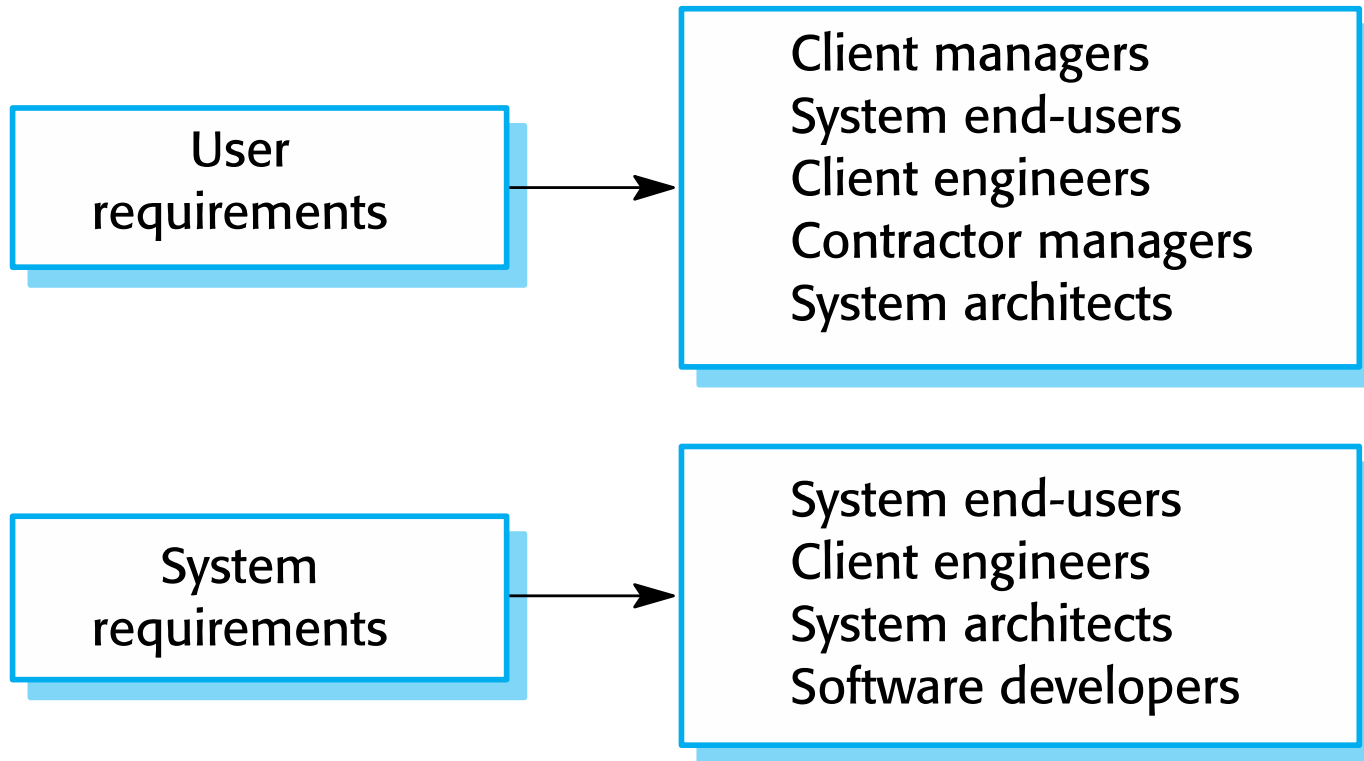 User
requirements
Client managers
System end-users
Client engineers
Contractor managers
System architects
System
requirements
System end-users
Client engineers
System architects
Software developers